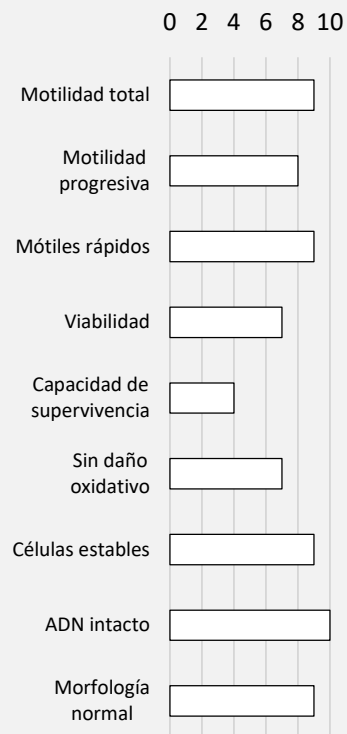 0 2 4 6 8 10
Motilidad total
Motilidad
progresiva
Mótiles rápidos
Viabilidad
Capacidad de
supervivencia
Sin daño
oxidativo
Células estables
ADN intacto
Morfología
normal